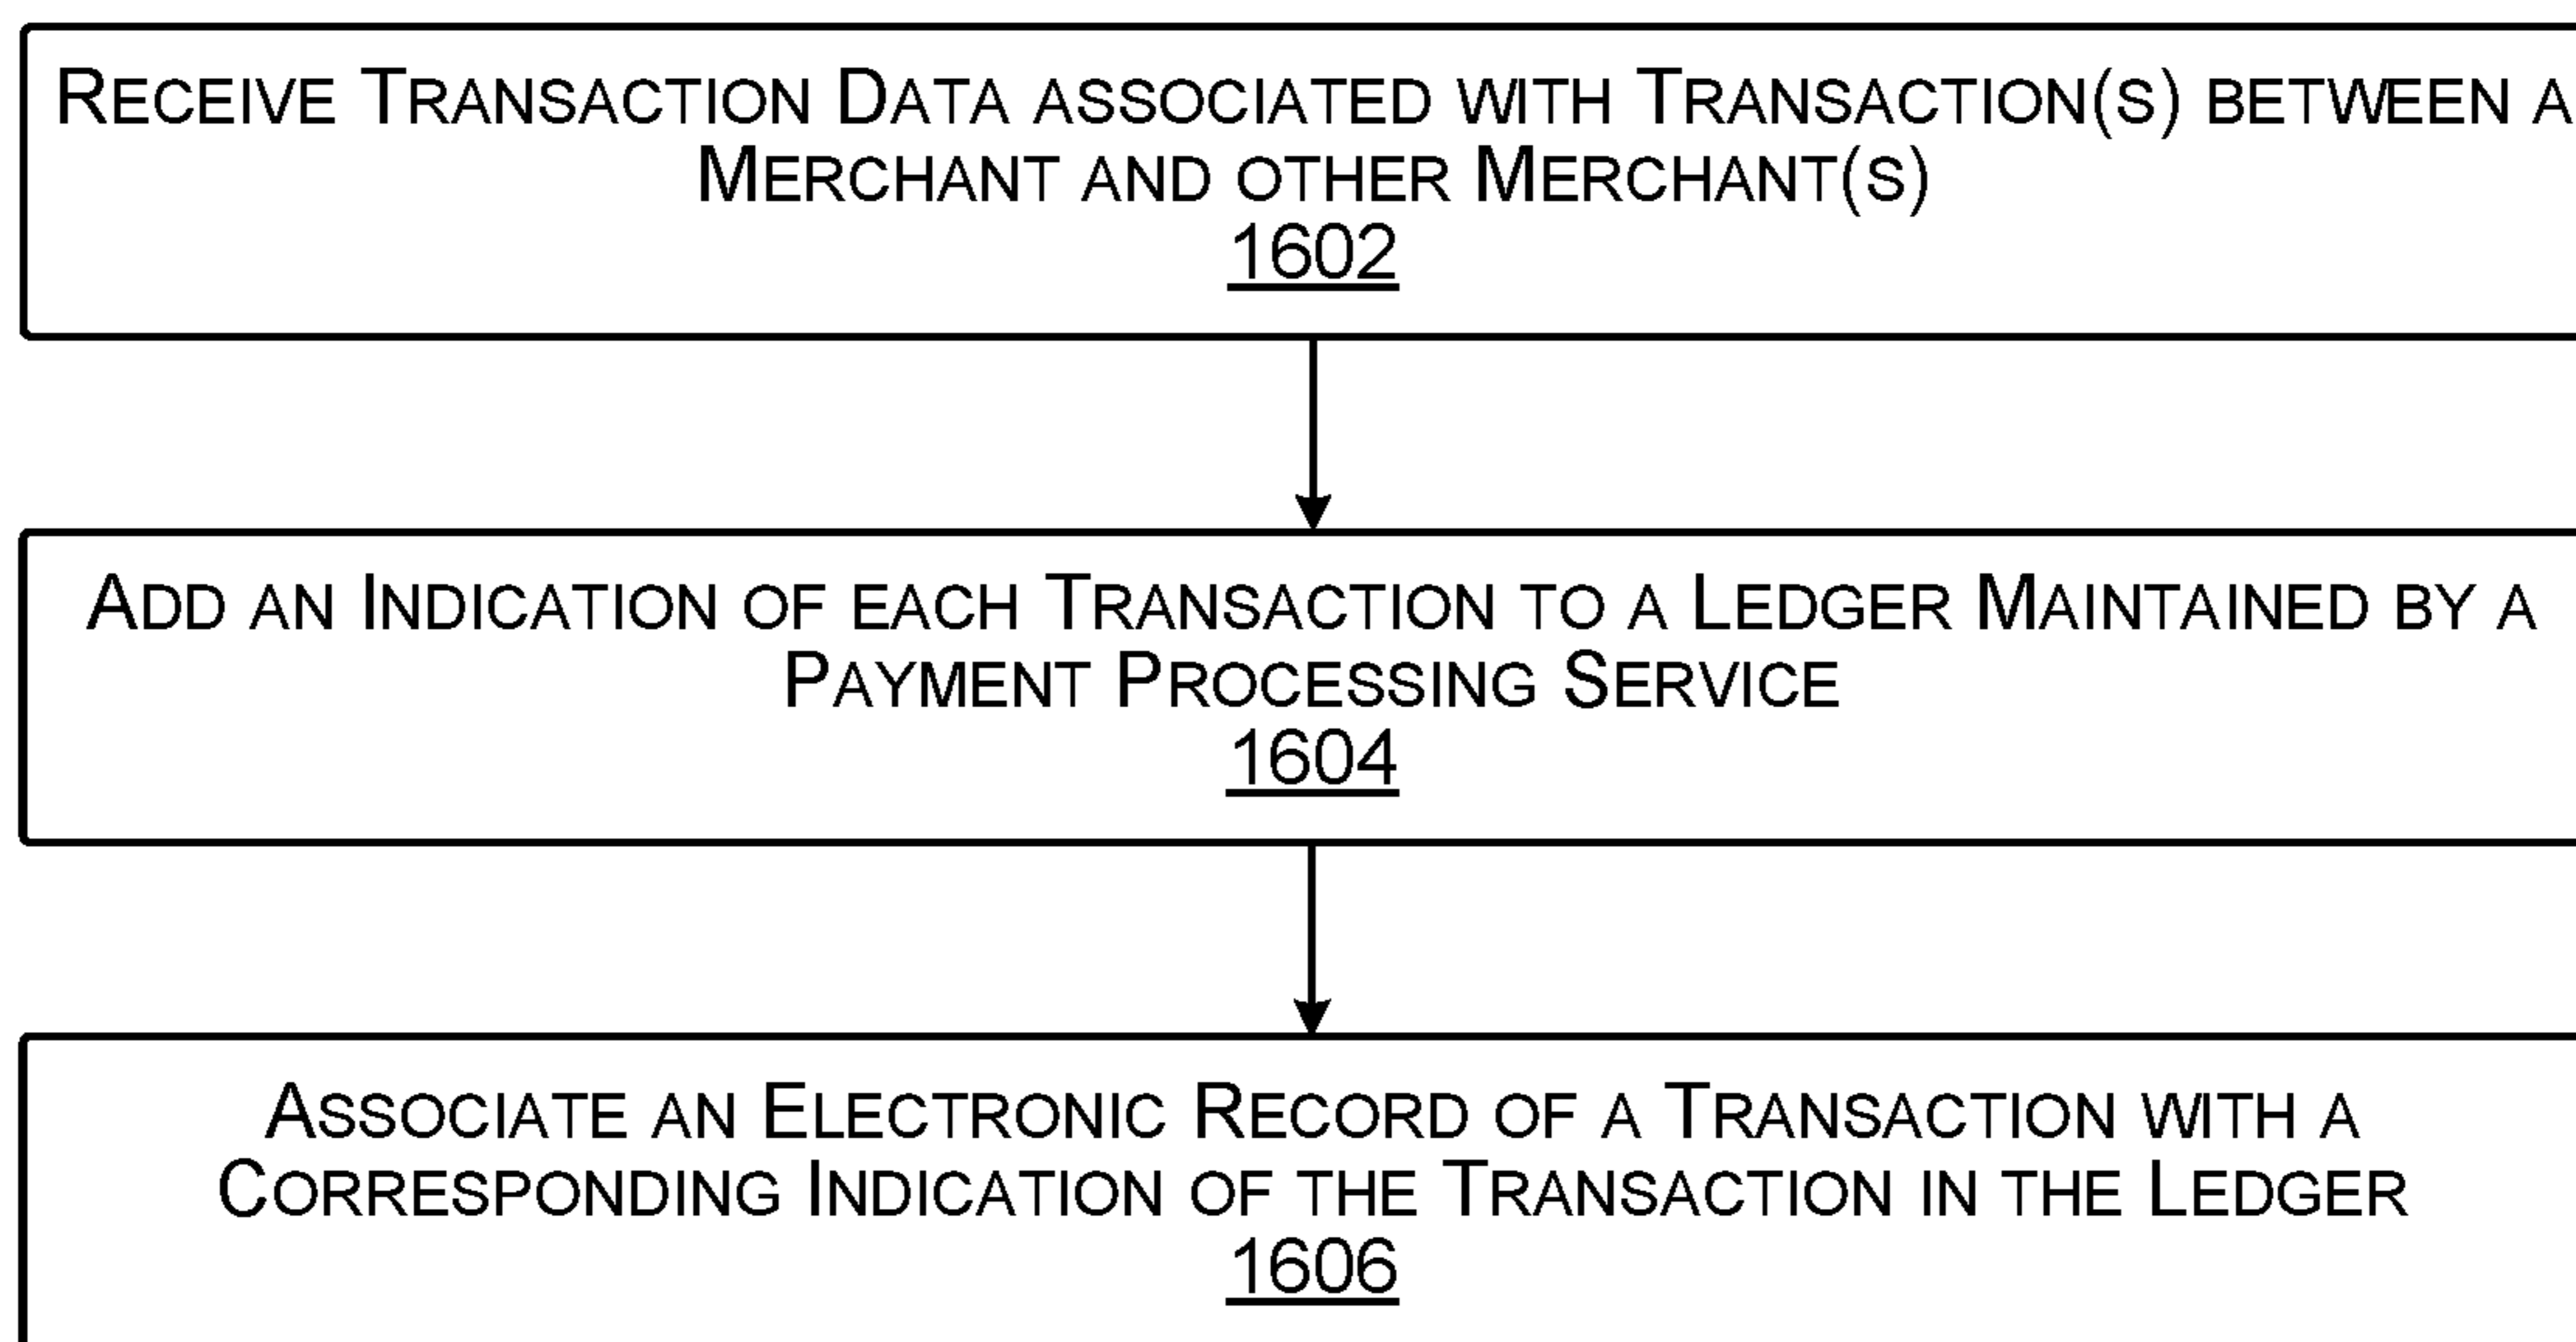 Receive Transaction Data associated with Transaction(s) between a
Merchant and other Merchant(s)
1602
Add an Indication of each Transaction to a Ledger Maintained by a
Payment Processing Service
1604
Associate an Electronic Record of a Transaction with a
Corresponding Indication of the Transaction in the Ledger
1606